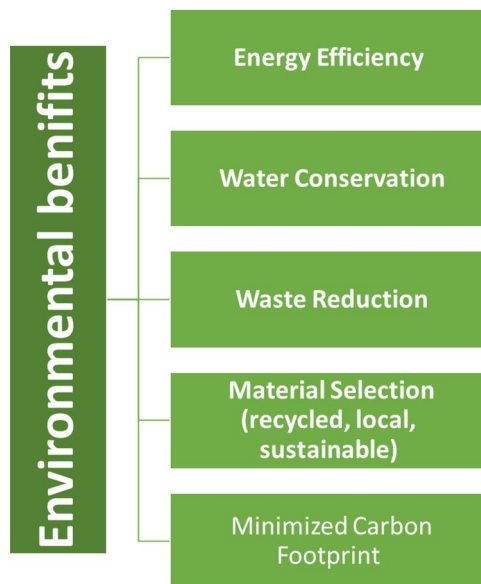 Environmental benifits
Energy Efficiency
Water Conservation
Waste Reduction
Material Selection
(recycled, local,
sustainable)
Minimized Carbon
Footprint